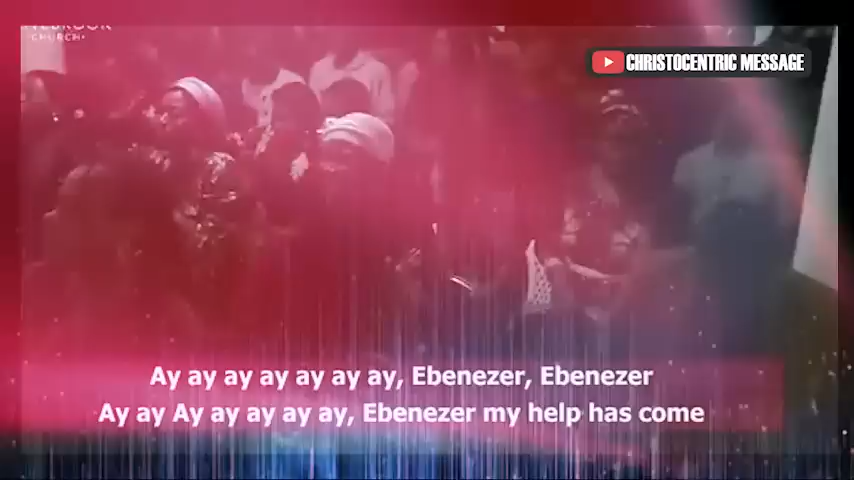 CHURCH
CHRISTOCENTRIC MESSAGE
Ay ay ay ay ay ay ay, Ebenezer, Ebenezer
Ay ay Ay ay ay ay ay, Ebenezer my help has come